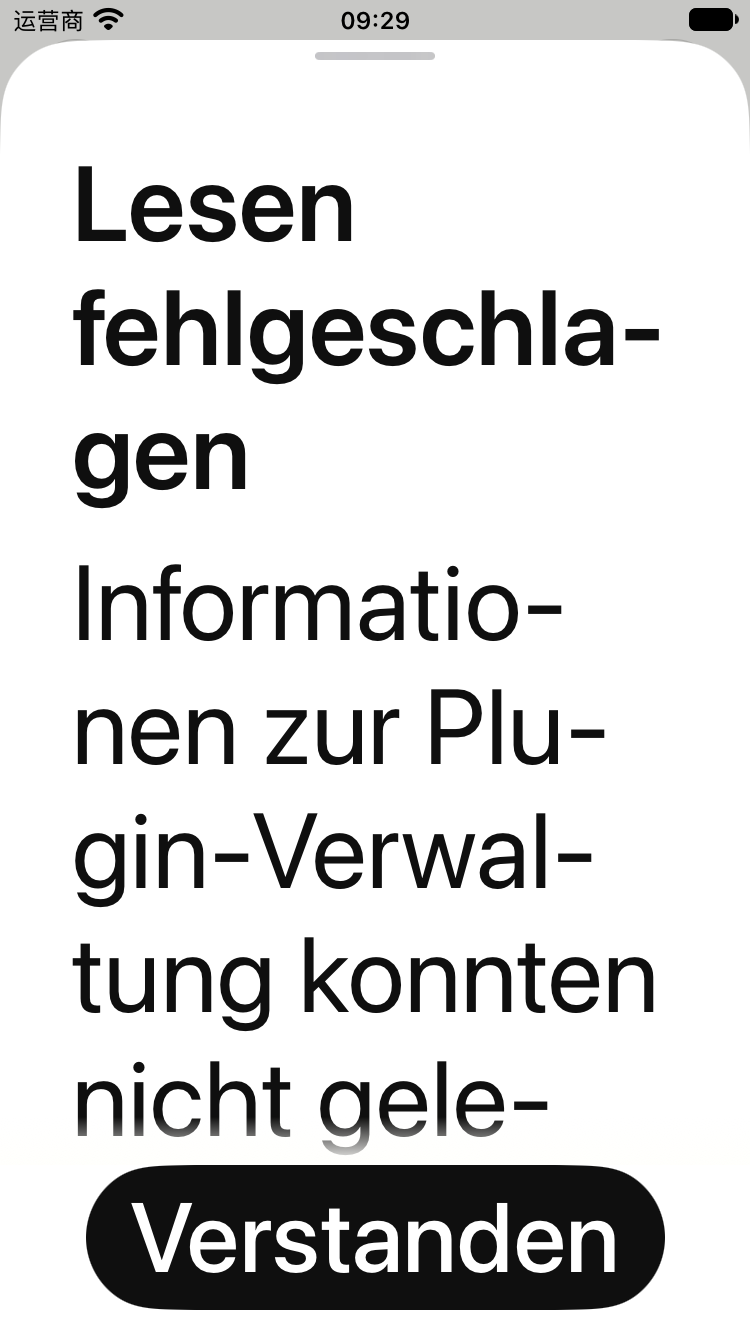 运营商
09:29
Lesen
fehlgeschla-
gen
Informatio-
nen zur Plu-
gin-Verwal-
tung konnten
nicht gele-
Verstanden